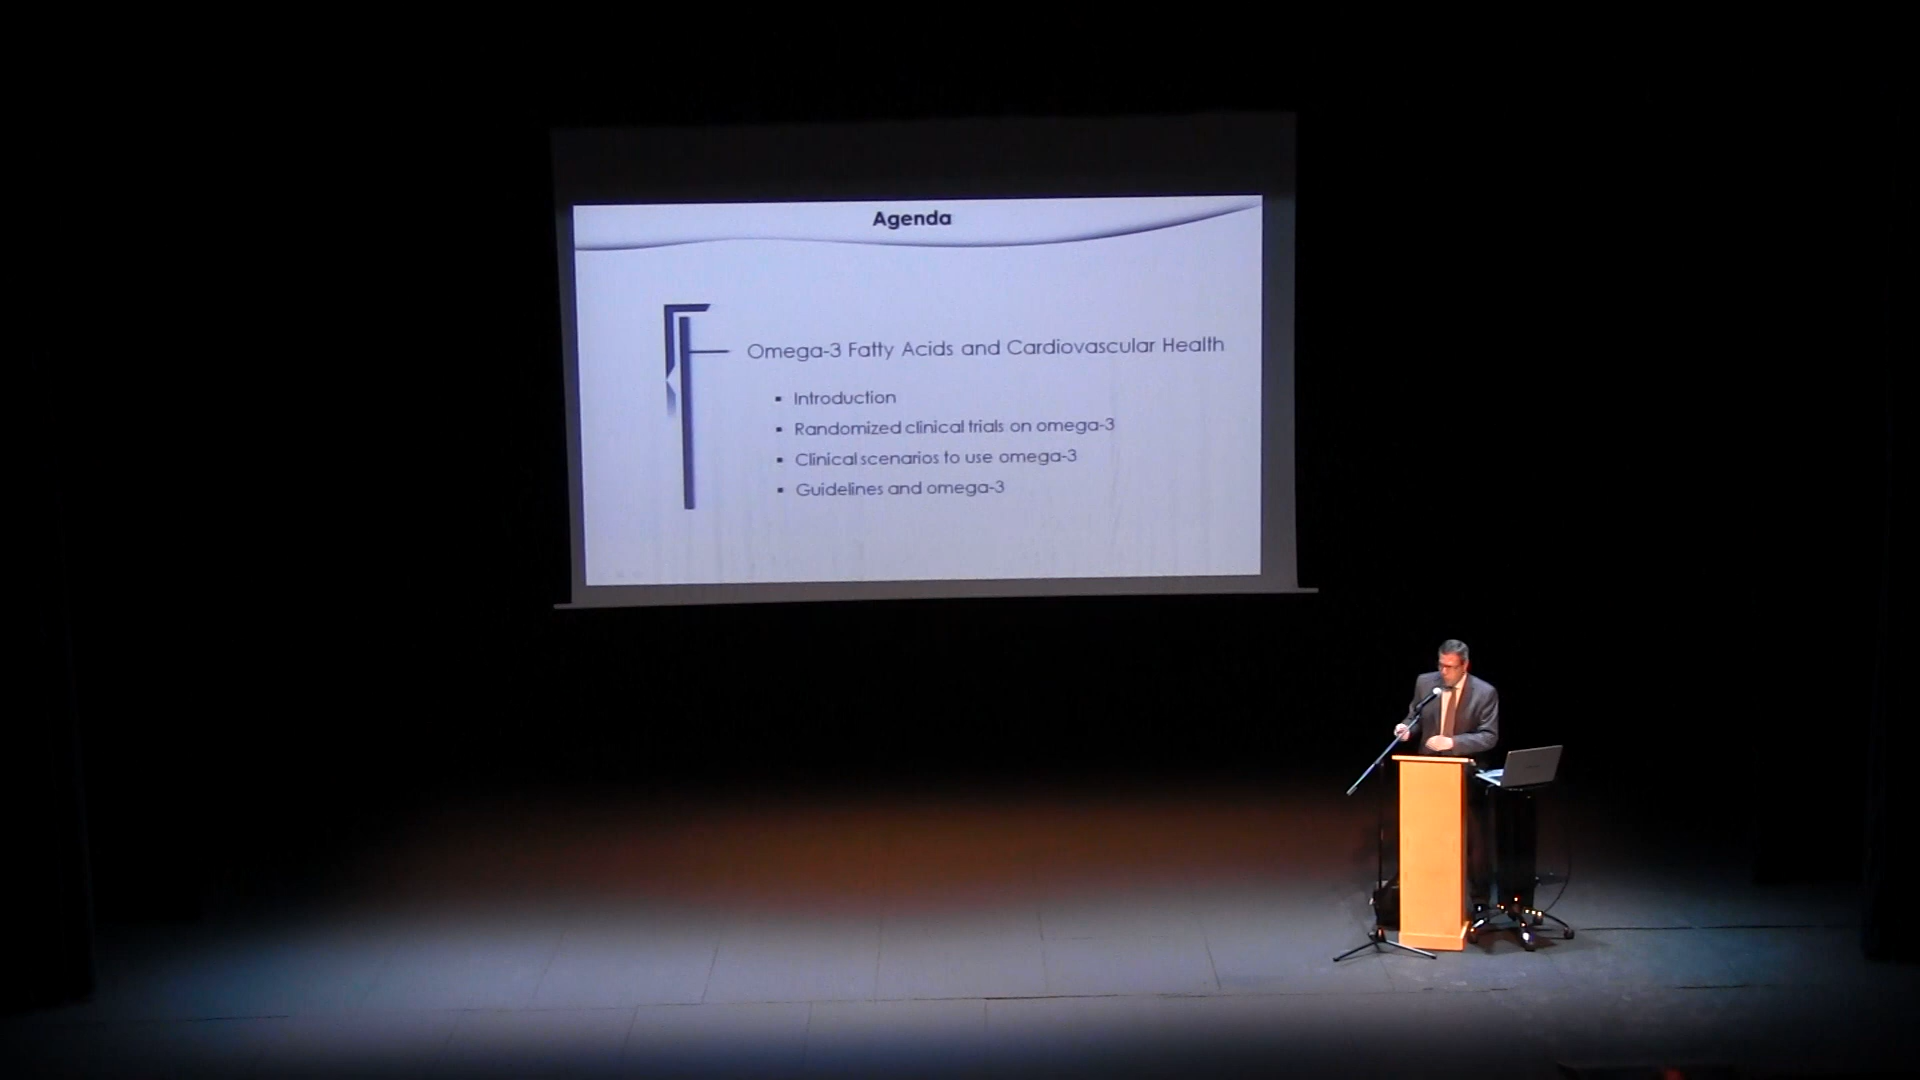 Agenda
Omega-3 Fatty Acids and Cardiovascular Health
▪ Introduction
▪ Randomized clinical trials on omega-3
▪ Clinical scenarios to use omega-3
▪ Guidelines and omega-3